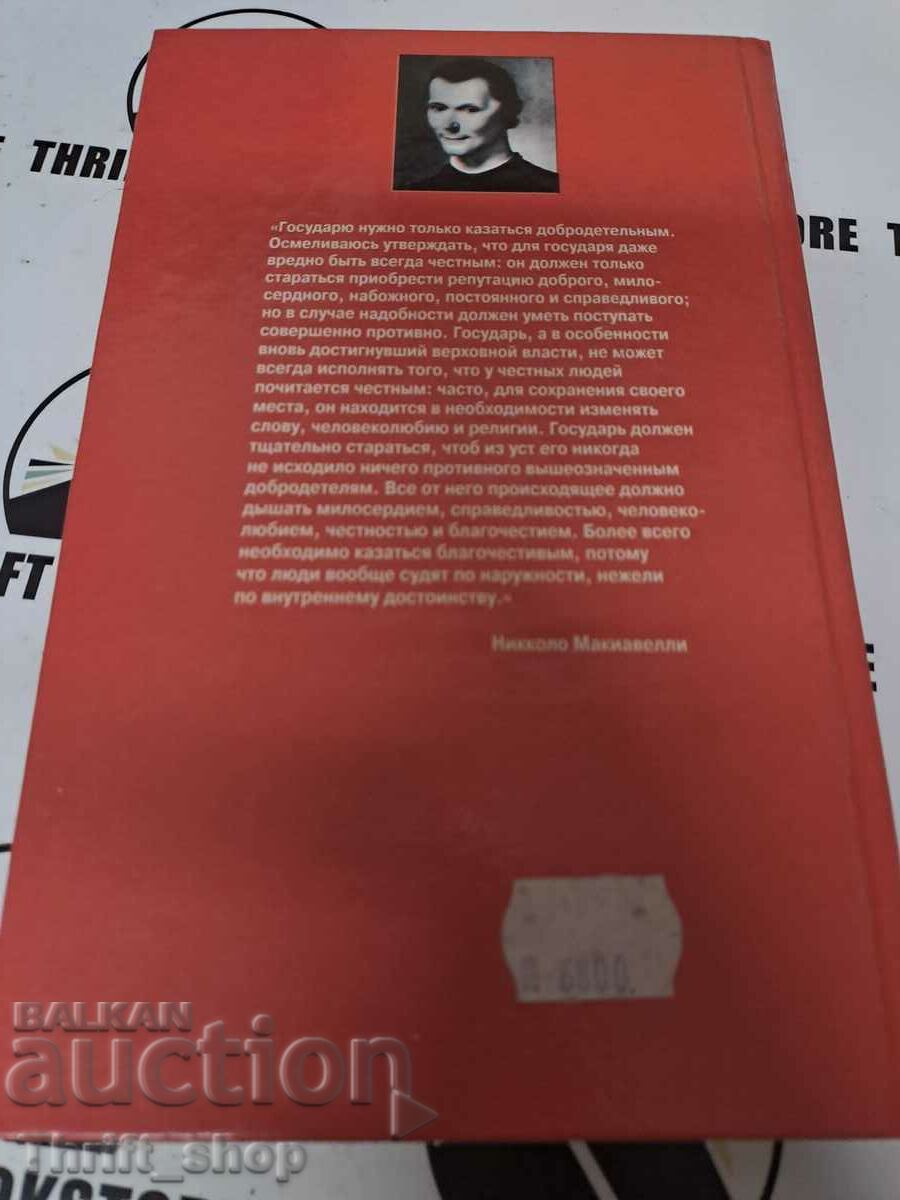 THRI
ORE T
«Государю нужно только казаться добродетельным.
Осмеливаюсь утверждать, что для государя даже
вредно быть всегда честным: он должен только
стараться приобрести репутацию доброго, мило-
сердного, набожного, постоянного и справедливого;
но в случае надобности должен уметь поступать
совершенно противно. Государь, а в особенности
вновь достигнувший верховной власти, не может
всегда исполнять того, что у честных людей
почитается честным: часто, для сохранения своего
места, он находится в необходимости изменять
слову, человеколюбию и религии. Государь должен
тщательно стараться, чтоб из уст его никогда
не исходило ничего противного вышеозначенным
добродетелям. Все от него происходящее должно
дышать милосердием, справедливостью, человеко-
любием, честностью и благочестием. Более всего
необходимо казаться благочестивым, потому
что люди вообще судят по наружности, нежели
по внутреннему достоинству.»
FT
Никколо Макиавелли
E
6800
BALKAN
auction
Thrift_shop
OKSTO